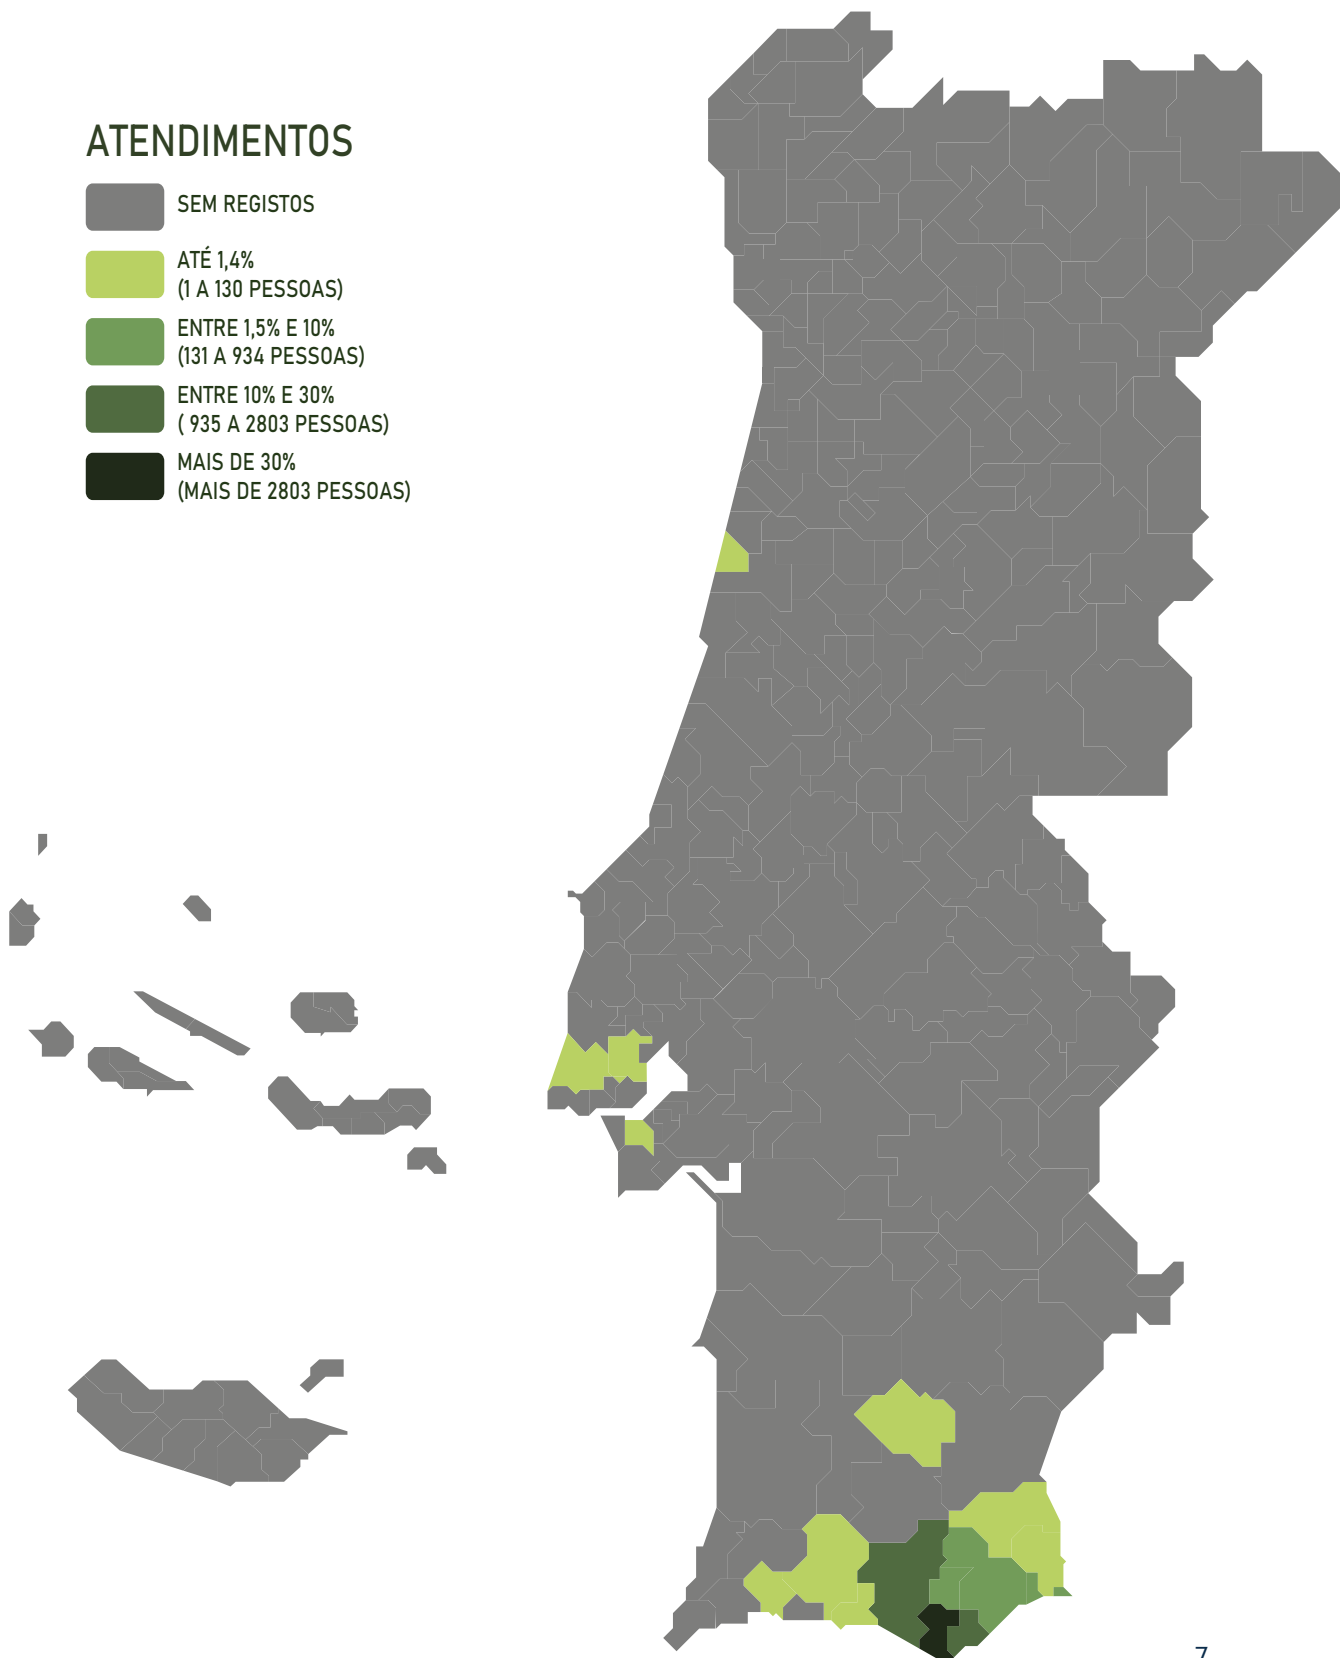 ATENDIMENTOS
SEM REGISTOS
ATÉ 1,4%
(1 A 130 PESSOAS)
ENTRE 1,5% E 10%
(131 A 934 PESSOAS)
ENTRE 10% E 30%
( 935 A 2803 PESSOAS)
MAIS DE 30%
(MAIS DE 2803 PESSOAS)
7